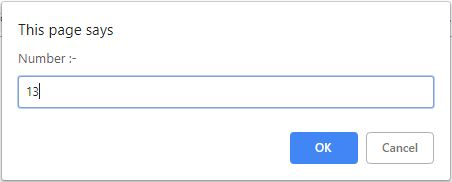 This page says
Number :-
13
OK
Cancel